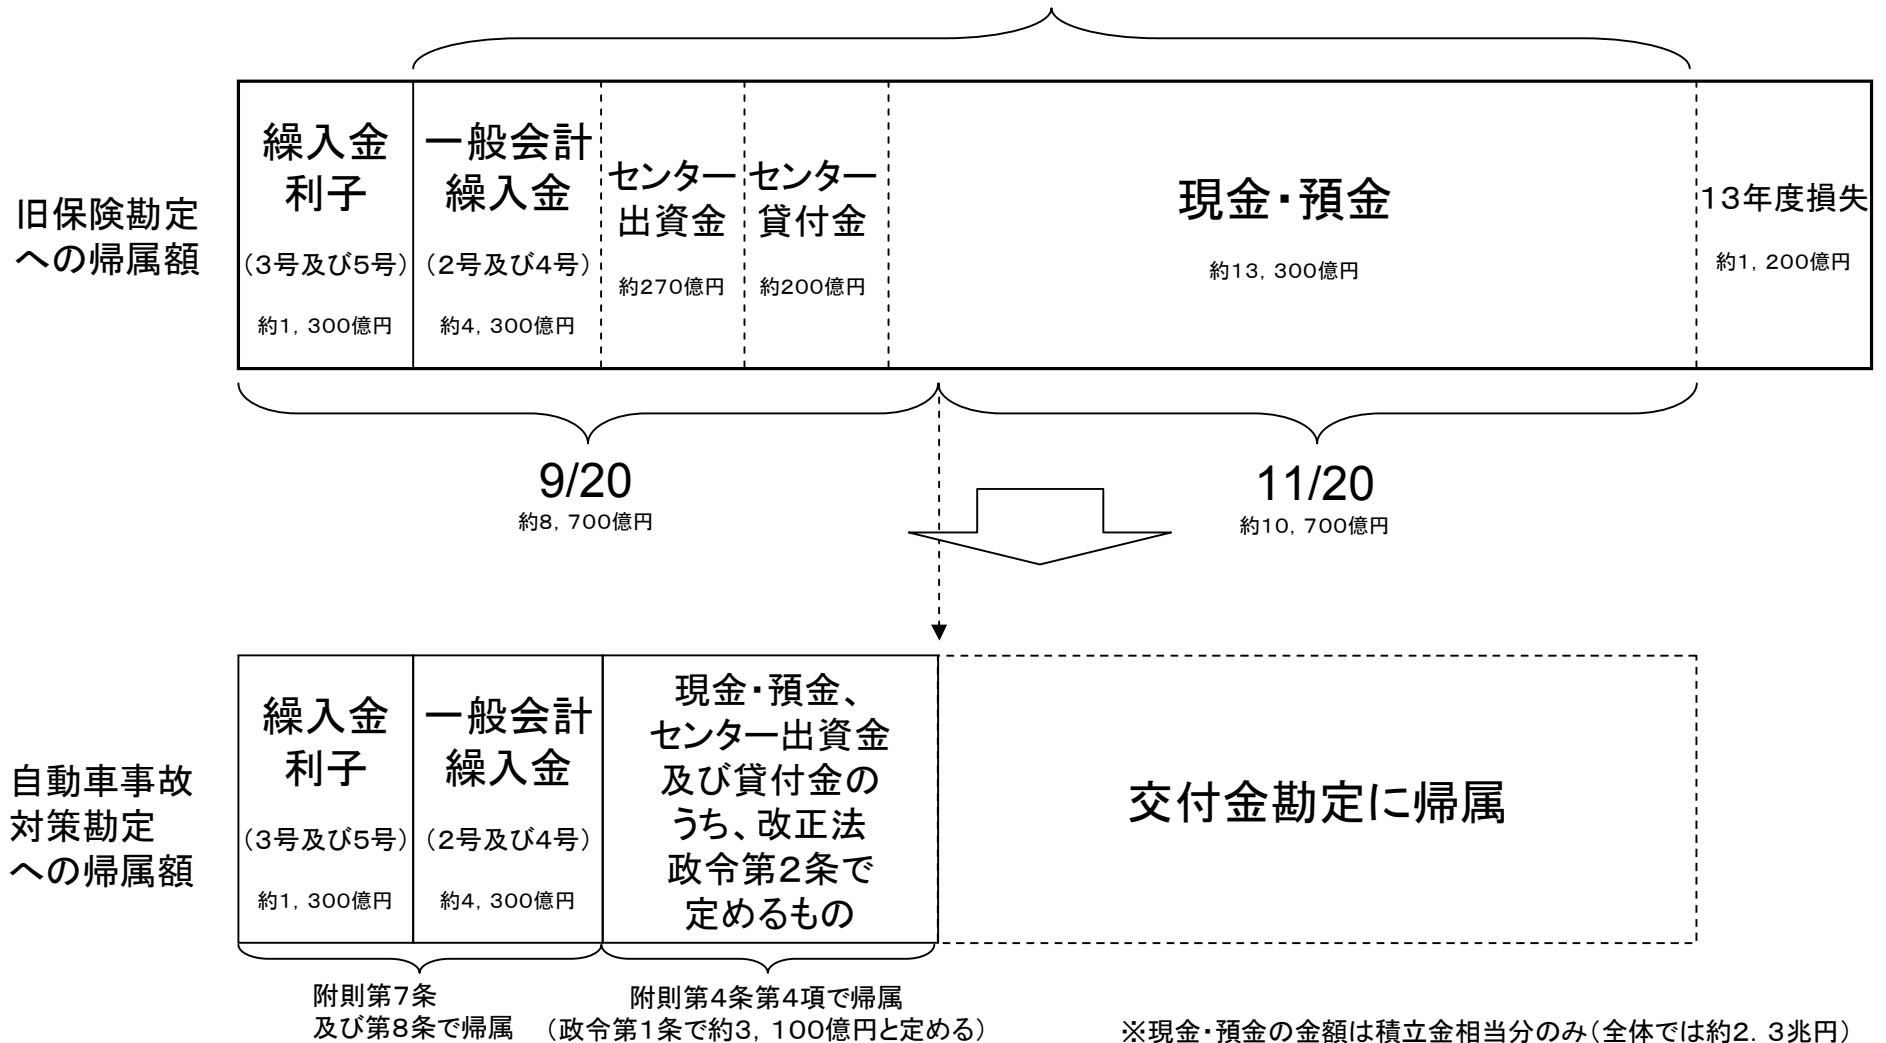 旧保険勘定
への帰属額
繰入金
利子
（3号及び5号）
約1，300億円
一般会計
繰入金
（2号及び4号）
約4，300億円
センター
出資金
約270億円
センター
貸付金
約200億円
現金・預金
約13，300億円
13年度損失
約1，200億円
9/20
約8，700億円
11/20
約10，700億円
自動車事故
対策勘定
への帰属額
繰入金
利子
（3号及び5号）
約1，300億円
一般会計
繰入金
（2号及び4号）
約4，300億円
現金・預金、
センター出資金
及び貸付金の
うち、改正法
政令第2条で
定めるもの
交付金勘定に帰属
附則第7条
及び第8条で帰属
附則第4条第4項で帰属
（政令第1条で約3，100億円と定める）
※現金・預金の金額は積立金相当分のみ（全体では約2．3兆円）